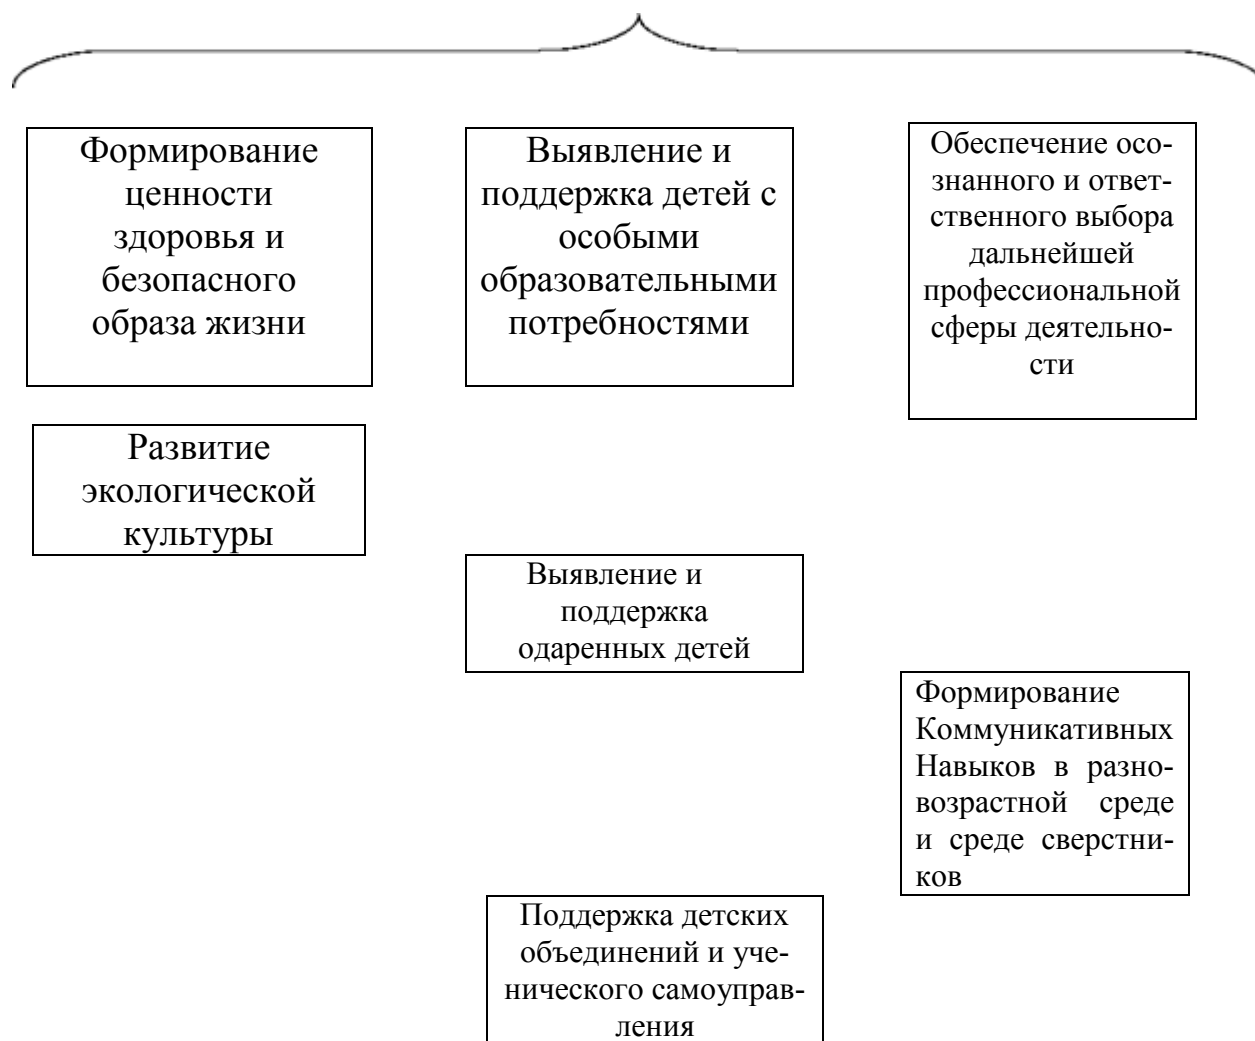 Формирование
ценности
здоровья и
безопасного
образа жизни
Выявление и
поддержка детей с
особыми
образовательными
потребностями
Обеспечение осо-
знанного и ответ-
ственного выбора
дальнейшей
профессиональной
сферы деятельно-
сти
Развитие
экологической
культуры
Выявление и
поддержка
одаренных детей
Формирование
Коммуникативных
Навыков в разно-
возрастной среде
и среде сверстни-
ков
Поддержка детских
объединений и уче-
нического самоуправ-
ления